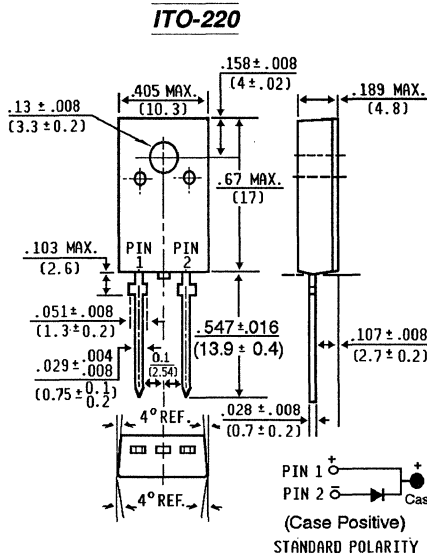 ITO-220
.405 MAX.
(10.3)
.158±.008
(4±.02)
.189 MAX.
(4.8)
.13 ±.008
(3.3 ±0.2)
.67 MAX.
(17)
.103 MAX.
(2.6)
PIN
1
PIN
2
.051±.008
(1.3±0.2)
.547±.016
(13.9 ± 0.4)
.107±.008
(2.7±0.2)
.029±.004
.008
(0.75±0.1
0.2)
0.1
(2.54)
.028±.008
(0.7±0.2)
4° REF.
4° REF.
PIN 1 + +
PIN 2 −
Cas
(Case Positive)
STANDARD POLARITY